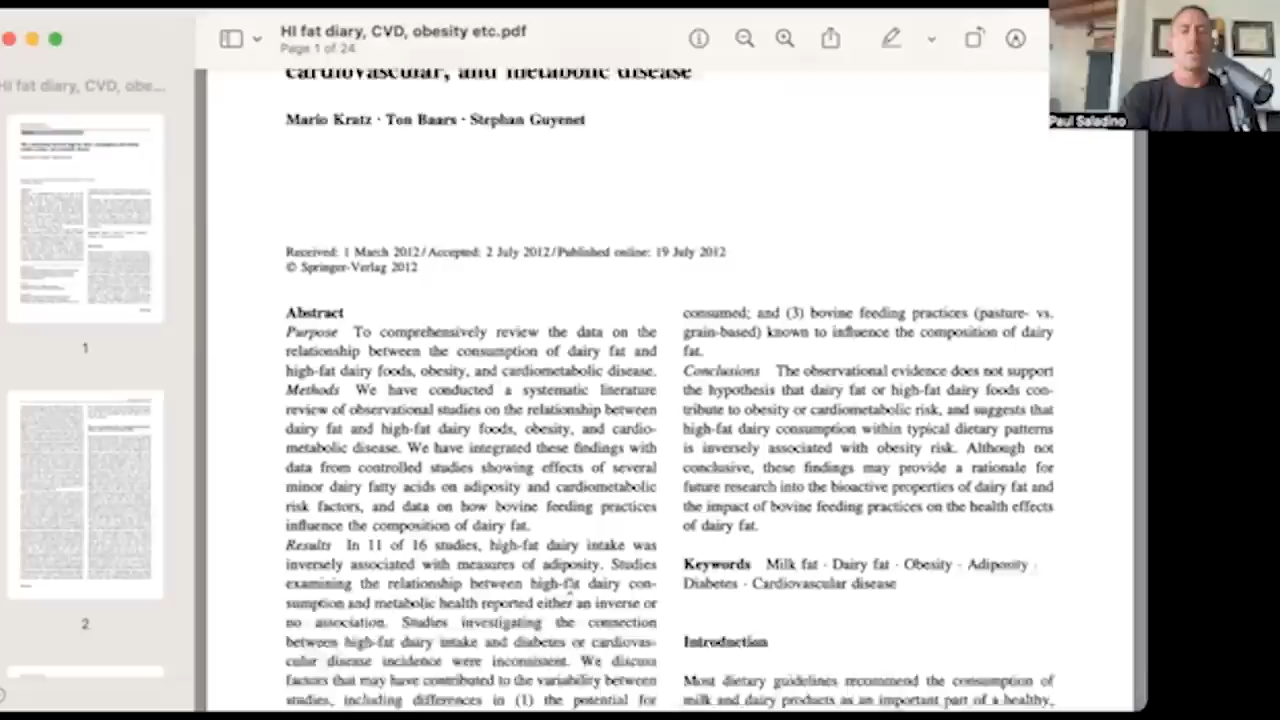 HI fat diary, CVD, obesity etc.pdf
Page 1 of 24
HI fat diary, CVD, obe...
1
2
cardiovascular, and metabolic disease
Mario Kratz · Ton Baars · Stephan Guyenet
Received: 1 March 2012/Accepted: 2 July 2012/Published online: 19 July 2012
© Springer-Verlag 2012
Abstract
Purpose To comprehensively review the data on the
relationship between the consumption of dairy fat and
high-fat dairy foods, obesity, and cardiometabolic disease.
Methods We have conducted a systematic literature
review of observational studies on the relationship between
dairy fat and high-fat dairy foods, obesity, and cardio-
metabolic disease. We have integrated these findings with
data from controlled studies showing effects of several
minor dairy fatty acids on adiposity and cardiometabolic
risk factors, and data on how bovine feeding practices
influence the composition of dairy fat.
Results In 11 of 16 studies, high-fat dairy intake was
inversely associated with measures of adiposity. Studies
examining the relationship between high-fat dairy con-
sumption and metabolic health reported either an inverse or
no association. Studies investigating the connection
between high-fat dairy intake and diabetes or cardiovas-
cular disease incidence were inconsistent. We discuss
factors that may have contributed to the variability between
studies, including differences in (1) the potential for
consumed; and (3) bovine feeding practices (pasture- vs.
grain-based) known to influence the composition of dairy
fat.
Conclusions The observational evidence does not support
the hypothesis that dairy fat or high-fat dairy foods con-
tribute to obesity or cardiometabolic risk, and suggests that
high-fat dairy consumption within typical dietary patterns
is inversely associated with obesity risk. Although not
conclusive, these findings may provide a rationale for
future research into the bioactive properties of dairy fat and
the impact of bovine feeding practices on the health effects
of dairy fat.
Keywords Milk fat · Dairy fat · Obesity · Adiposity ·
Diabetes · Cardiovascular disease
Introduction
Most dietary guidelines recommend the consumption of
milk and dairy products as an important part of a healthy,
Paul Saladino